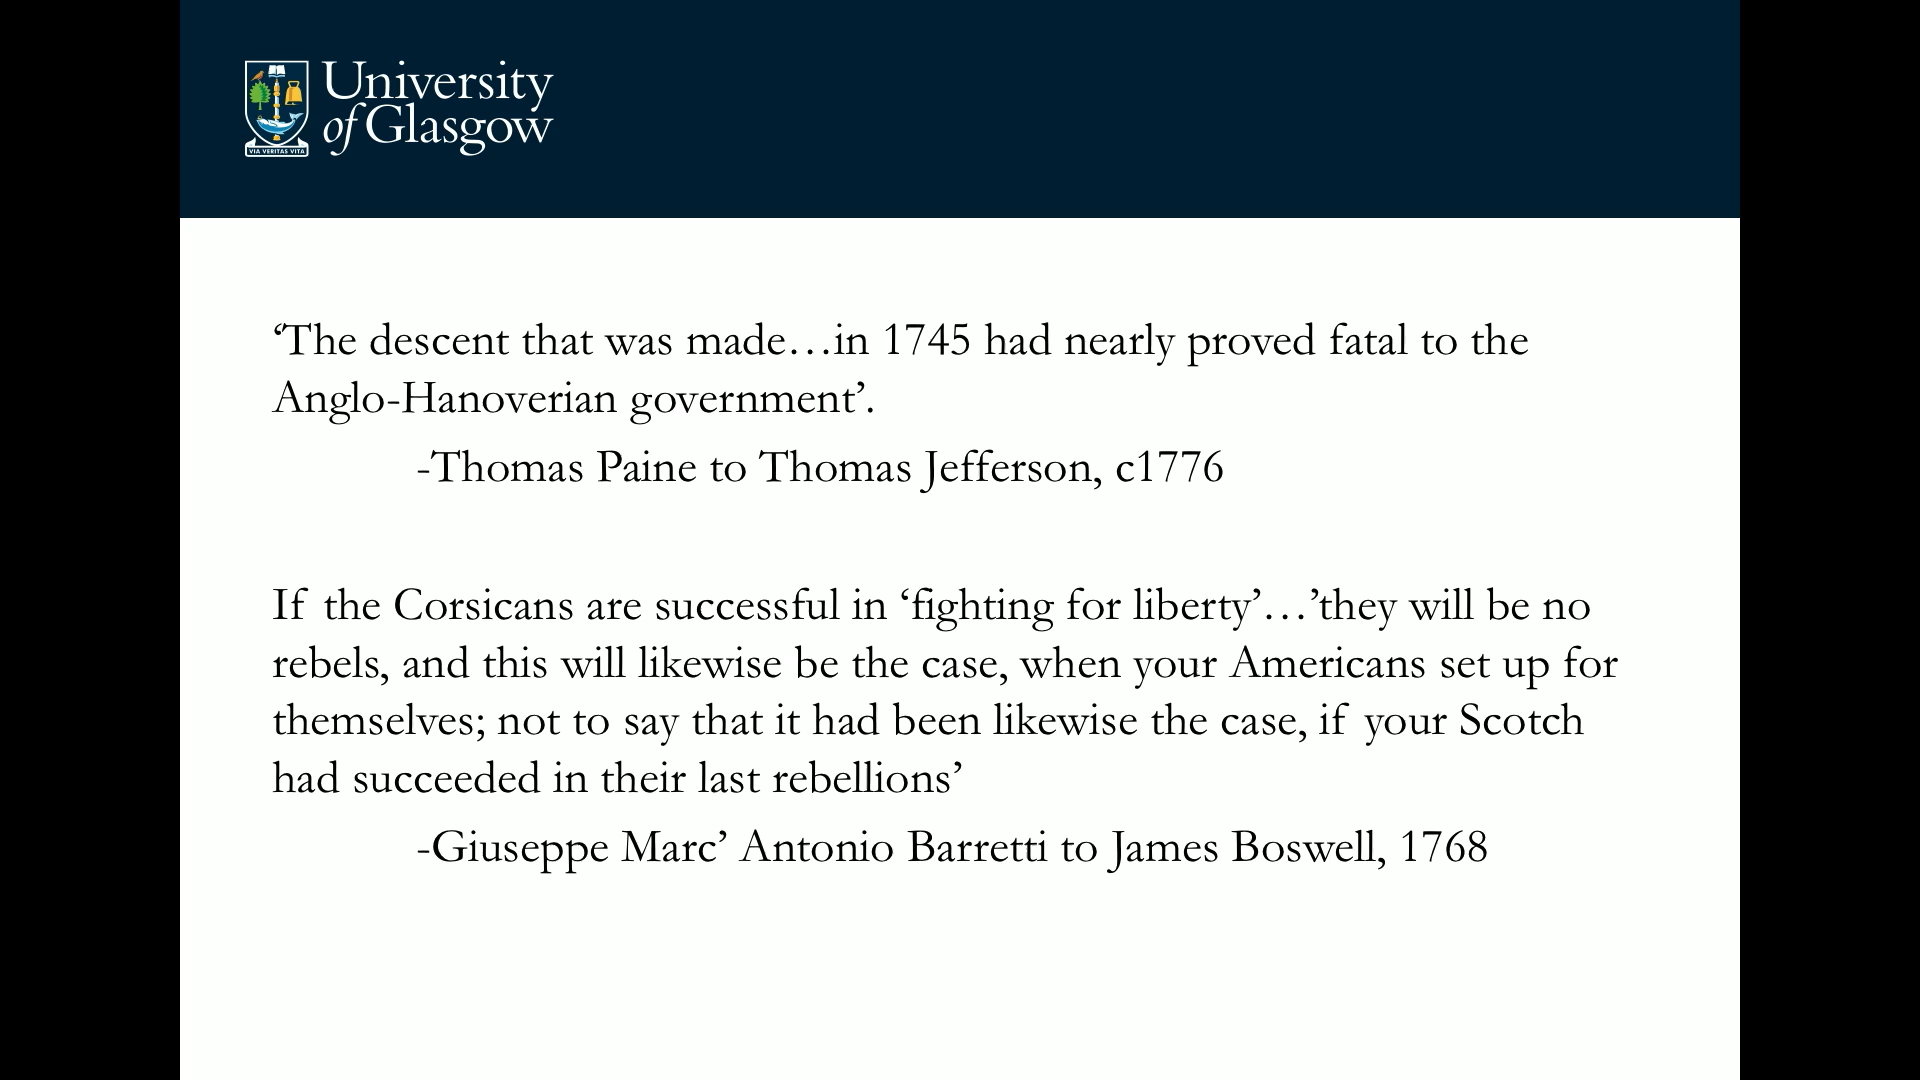 University
of Glasgow
VIA VERITAS VITA
‘The descent that was made…in 1745 had nearly proved fatal to the
Anglo-Hanoverian government’.
-Thomas Paine to Thomas Jefferson, c1776
If the Corsicans are successful in ‘fighting for liberty’…’they will be no
rebels, and this will likewise be the case, when your Americans set up for
themselves; not to say that it had been likewise the case, if your Scotch
had succeeded in their last rebellions’
-Giuseppe Marc’ Antonio Barretti to James Boswell, 1768